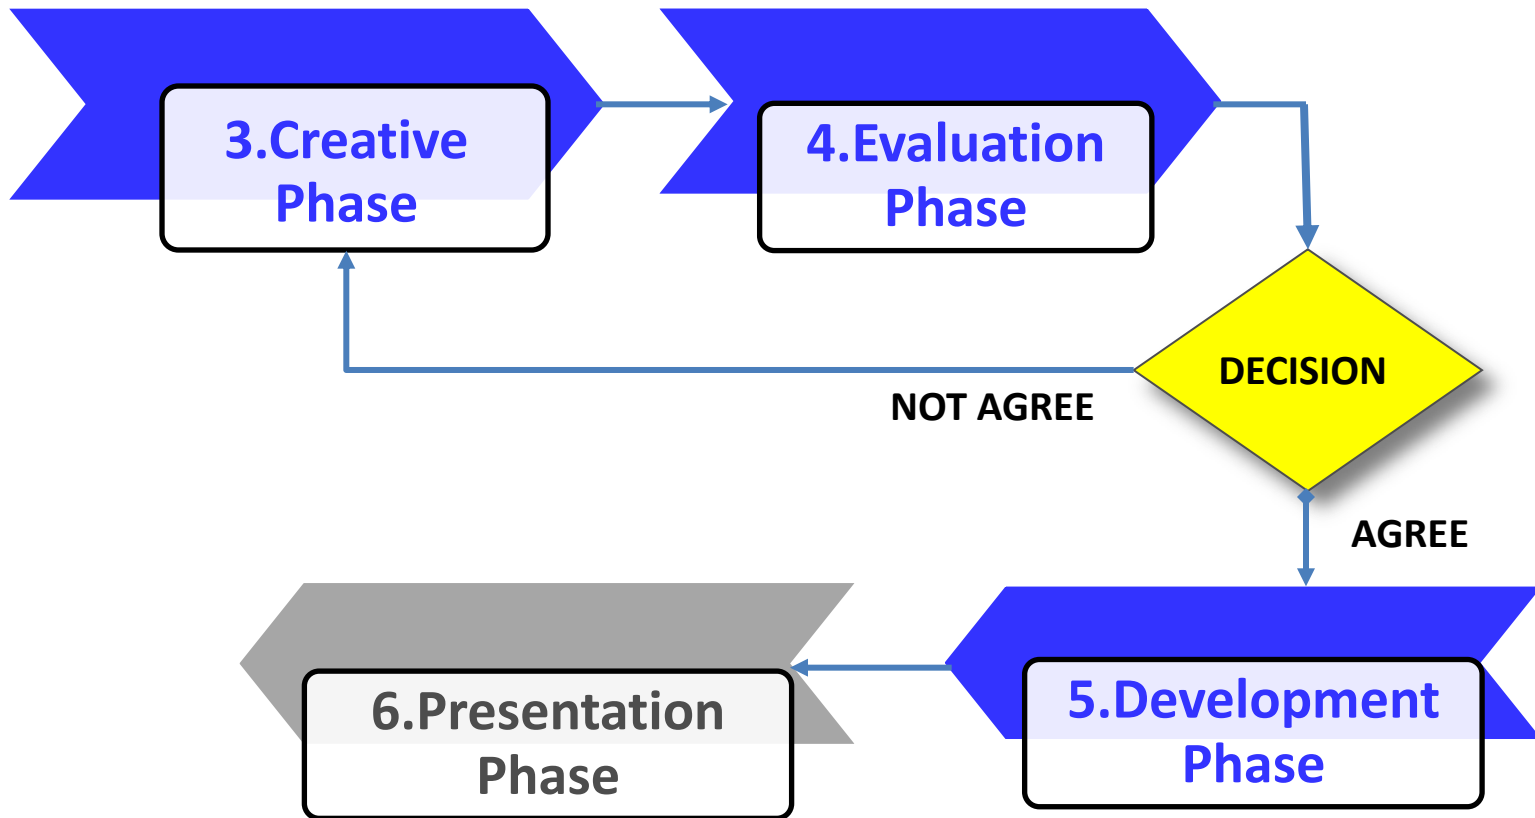 3.Creative
Phase
4.Evaluation
Phase
DECISION
NOT AGREE
AGREE
5.Development
Phase
6.Presentation
Phase